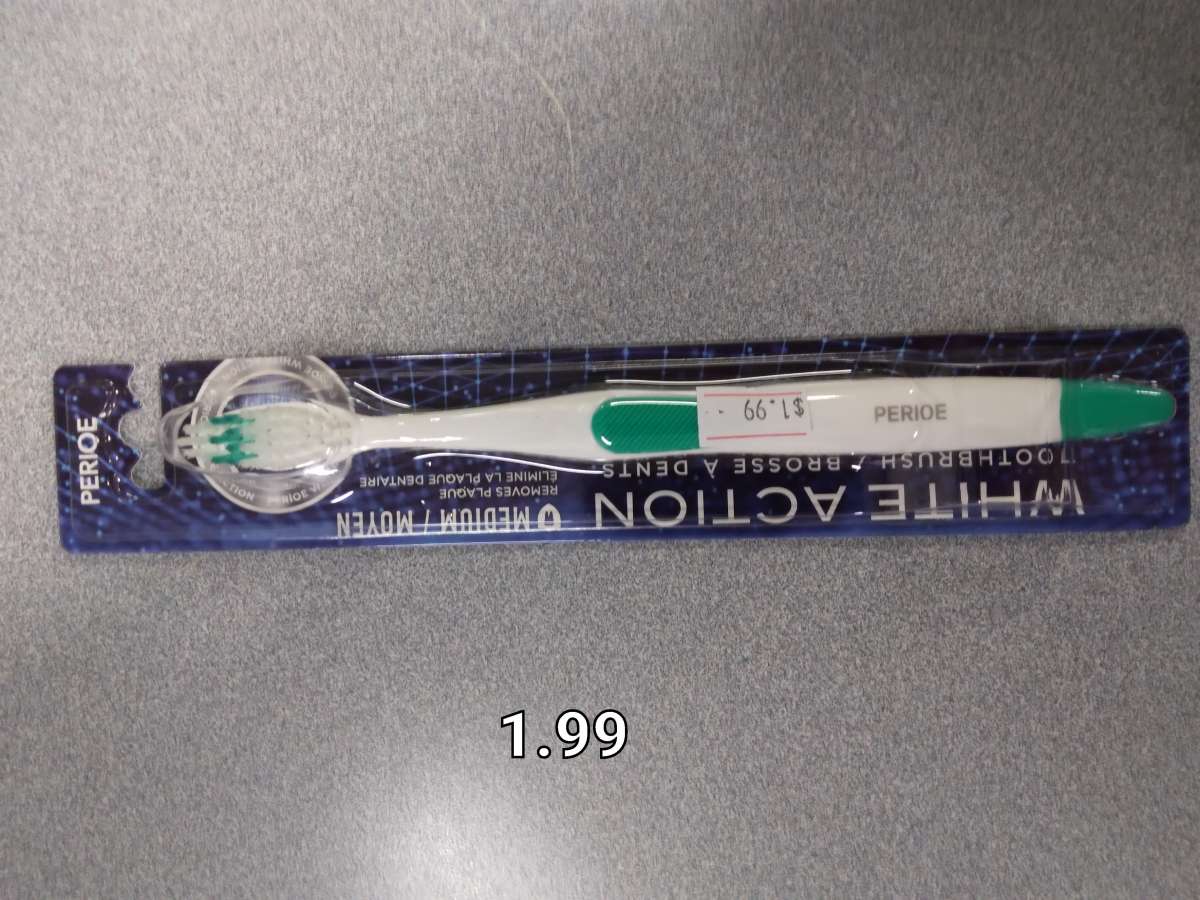 PERIOE
WHITE ACTION
TOOTHBRUSH / BROSSE À DENTS
MEDIUM / MOYEN
REMOVES PLAQUE
ÉLIMINE LA PLAQUE DENTAIRE
$1.99
PERIOE
1.99